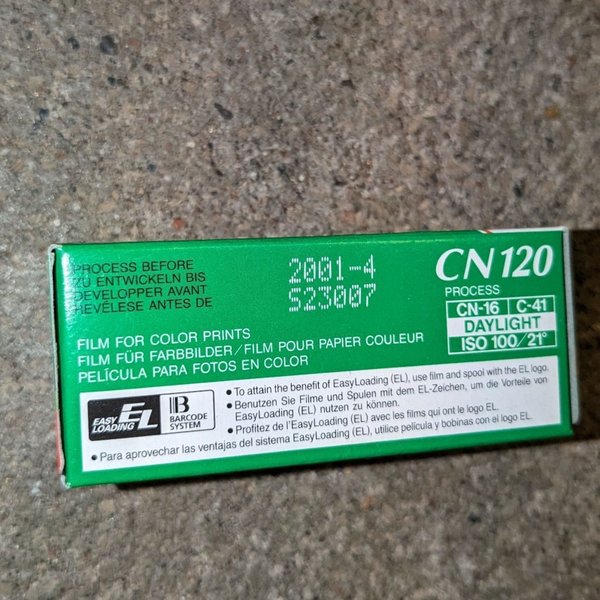 PROCESS BEFORE
ZU ENTWICKELN BIS
DEVELOPPER AVANT
REVÉLESE ANTES DE
2001-4
S23007
CN 120
PROCESS
CN-16 C-41
DAYLIGHT
ISO 100/21°
FILM FOR COLOR PRINTS
FILM FÜR FARBBILDER/FILM POUR PAPIER COULEUR
PELÍCULA PARA FOTOS EN COLOR
EASY LOADING EL
B BARCODE SYSTEM
• To attain the benefit of EasyLoading (EL), use film and spool with the EL logo.
• Benutzen Sie Filme und Spulen mit dem EL-Zeichen, um die Vorteile von
EasyLoading (EL) nutzen zu können.
• Profitez de l'EasyLoading (EL) avec les films qui ont le logo EL.
• Para aprovechar las ventajas del sistema EasyLoading (EL), utilice película y bobinas con el logo EL.